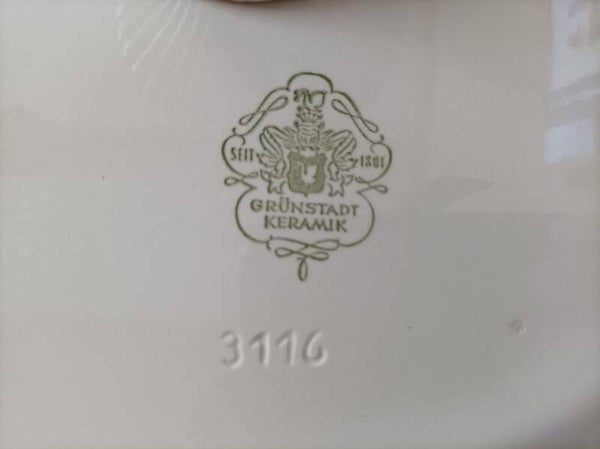 SEIT 1801
GRÜNSTADT
KERAMIK
3116